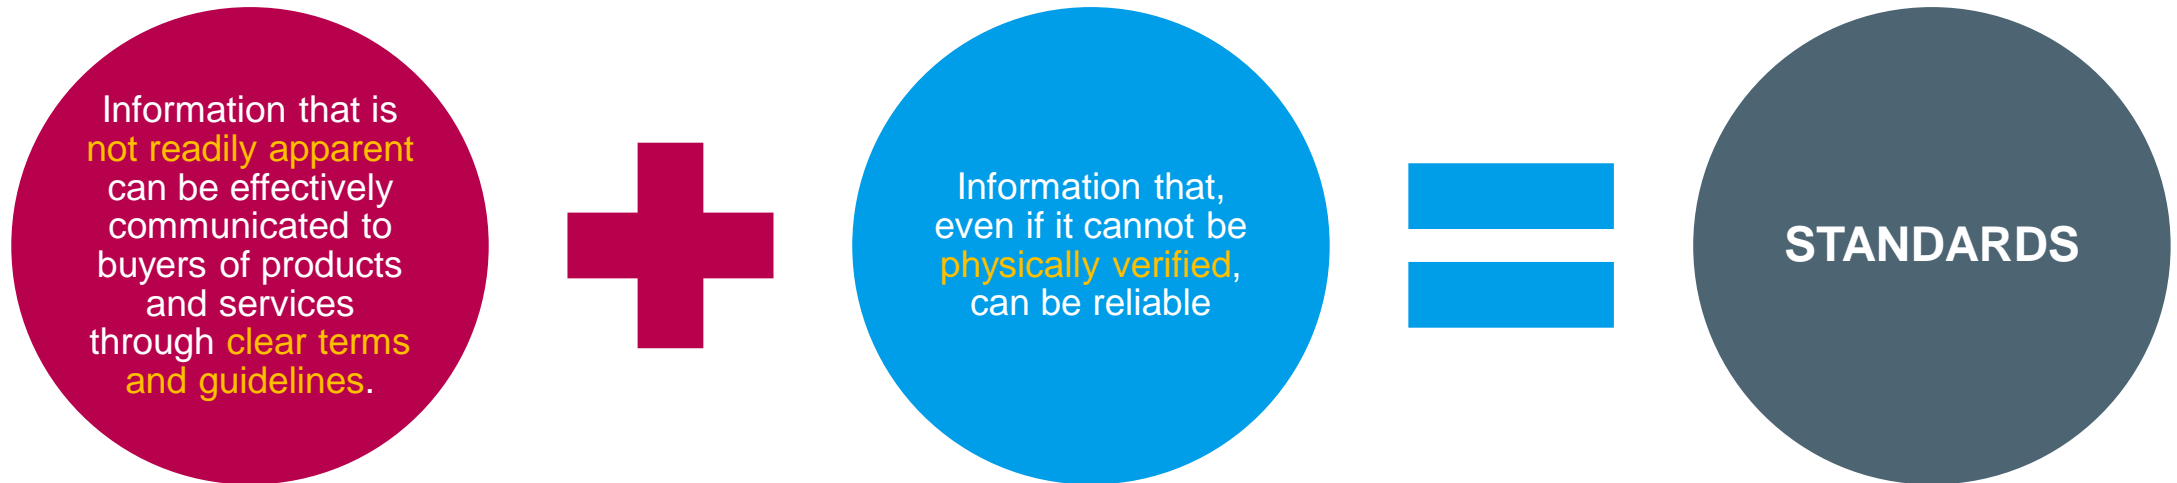 Information that is
not readily apparent
can be effectively
communicated to
buyers of products
and services
through clear terms
and guidelines.
Information that,
even if it cannot be
physically verified,
can be reliable
STANDARDS